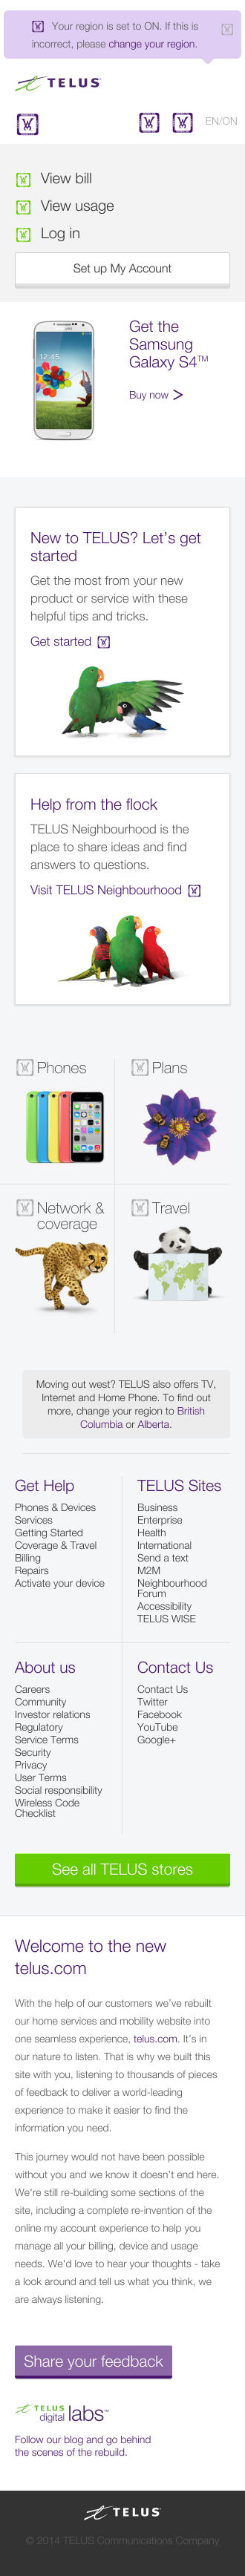 Your region is set to ON. If this is
incorrect, please change your region.
TELUS
EN/ON
View bill
View usage
Log in
Set up My Account
Get the
Samsung
Galaxy S4™
Buy now
12:45
New to TELUS? Let's get
started
Get the most from your new
product or service with these
helpful tips and tricks.
Get started
Help from the flock
TELUS Neighbourhood is the
place to share ideas and find
answers to questions.
Visit TELUS Neighbourhood
Phones
Plans
Network &
coverage
Travel
Moving out west? TELUS also offers TV,
Internet and Home Phone. To find out
more, change your region to British
Columbia or Alberta.
Get Help
Phones & Devices
Services
Getting Started
Coverage & Travel
Billing
Repairs
Activate your device
TELUS Sites
Business
Enterprise
Health
International
Send a text
M2M
Neighbourhood
Forum
Accessibility
TELUS WISE
About us
Careers
Community
Investor relations
Regulatory
Service Terms
Security
Privacy
User Terms
Social responsibility
Wireless Code
Checklist
Contact Us
Contact Us
Twitter
Facebook
YouTube
Google+
See all TELUS stores
Welcome to the new
telus.com
With the help of our customers we've rebuilt
our home services and mobility website into
one seamless experience, telus.com. It's in
our nature to listen. That is why we built this
site with you, listening to thousands of pieces
of feedback to deliver a world-leading
experience to make it easier to find the
information you need.
This journey would not have been possible
without you and we know it doesn't end here.
We're still re-building some sections of the
site, including a complete re-invention of the
online my account experience to help you
manage all your billing, device and usage
needs. We'd love to hear your thoughts - take
a look around and tell us what you think, we
are always listening.
Share your feedback
TELUS
digital labs™
Follow our blog and go behind
the scenes of the rebuild.
TELUS
© 2014 TELUS Communications Company